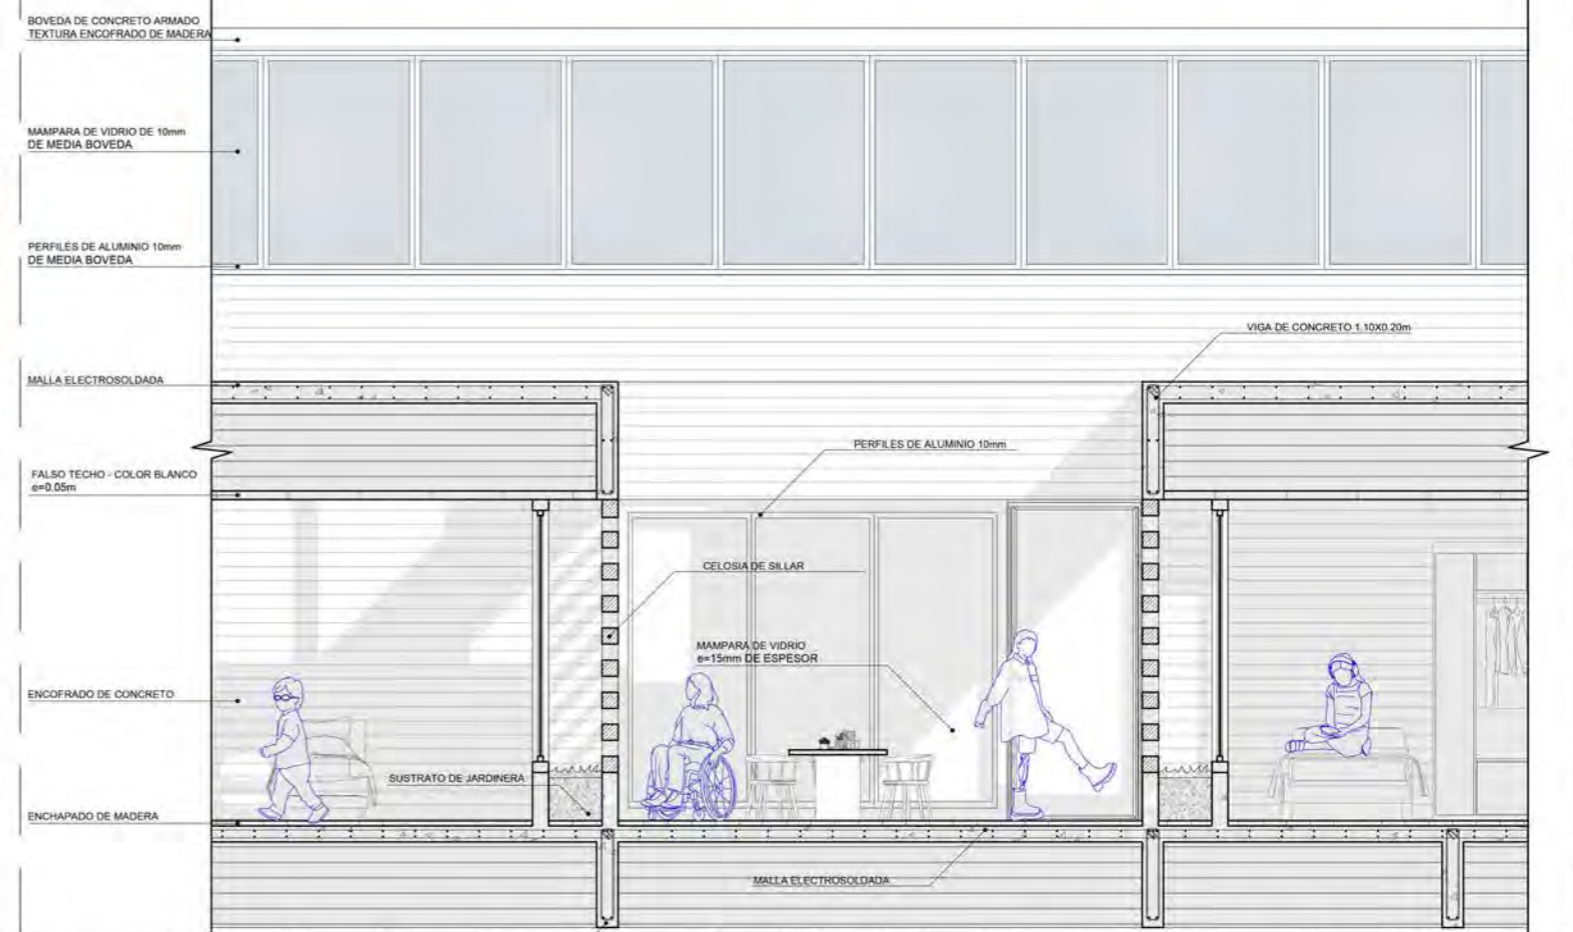 BOVEDA DE CONCRETO ARMADO
TEXTURA ENCOFRADO DE MADERA
MAMPARA DE VIDRIO DE 10mm
DE MEDIA BOVEDA
PERFILES DE ALUMINIO 10mm
DE MEDIA BOVEDA
VIGA DE CONCRETO 1.10X0.20m
MALLA ELECTROSOLDADA
PERFILES DE ALUMINIO 10mm
FALSO TECHO - COLOR BLANCO
e=0.05m
CELOSIA DE SILLAR
MAMPARA DE VIDRIO
e=15mm DE ESPESOR
ENCOFRADO DE CONCRETO
SUSTRATO DE JARDINERA
ENCHAPADO DE MADERA
MALLA ELECTROSOLDADA